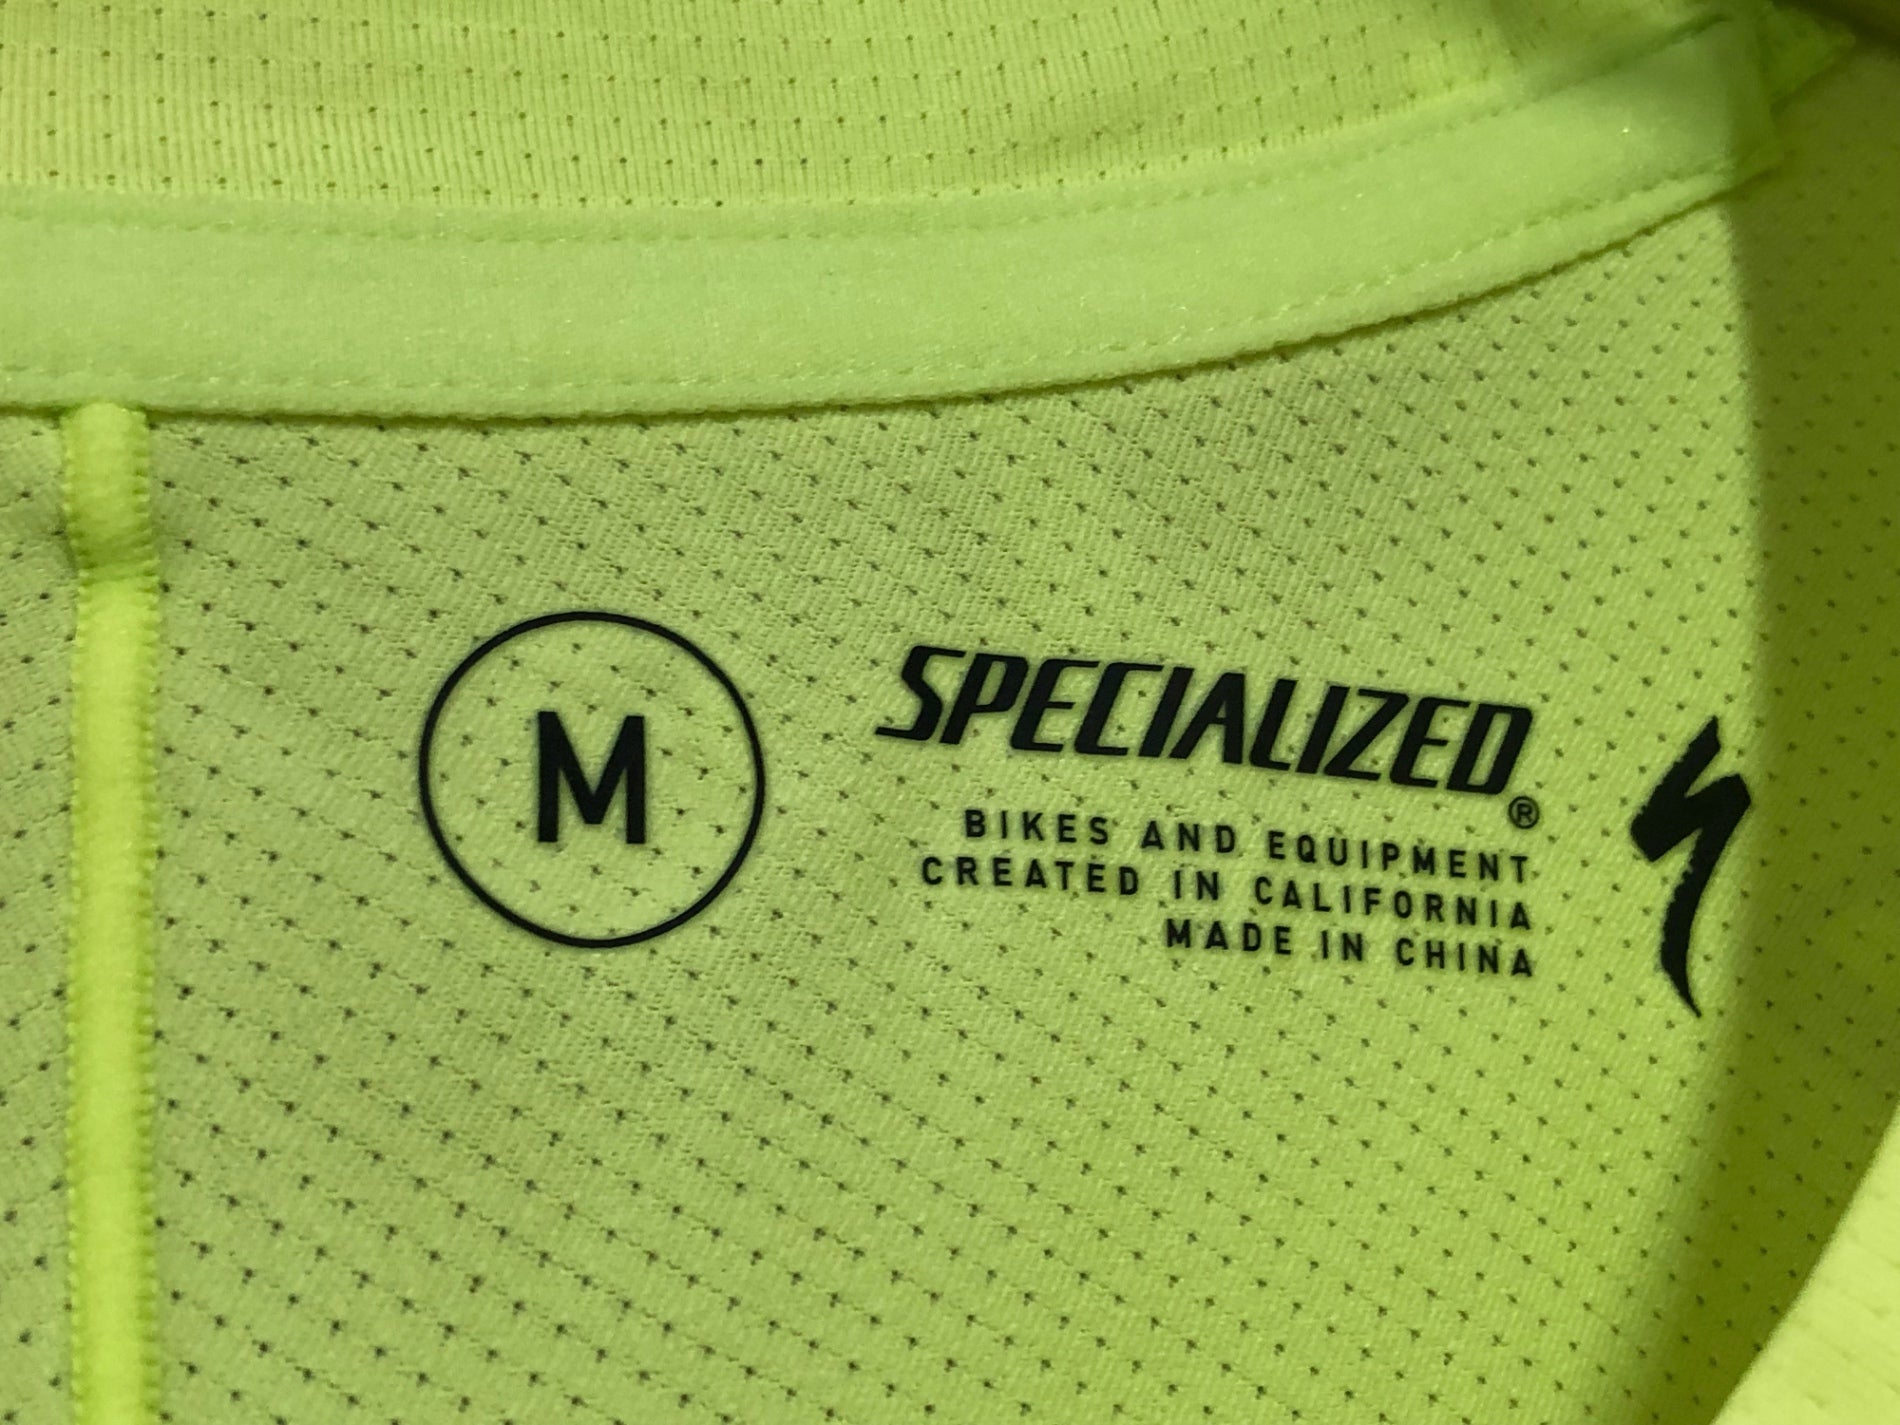 M
SPECIALIZED®
BIKES AND EQUIPMENT
CREATED IN CALIFORNIA
MADE IN CHINA